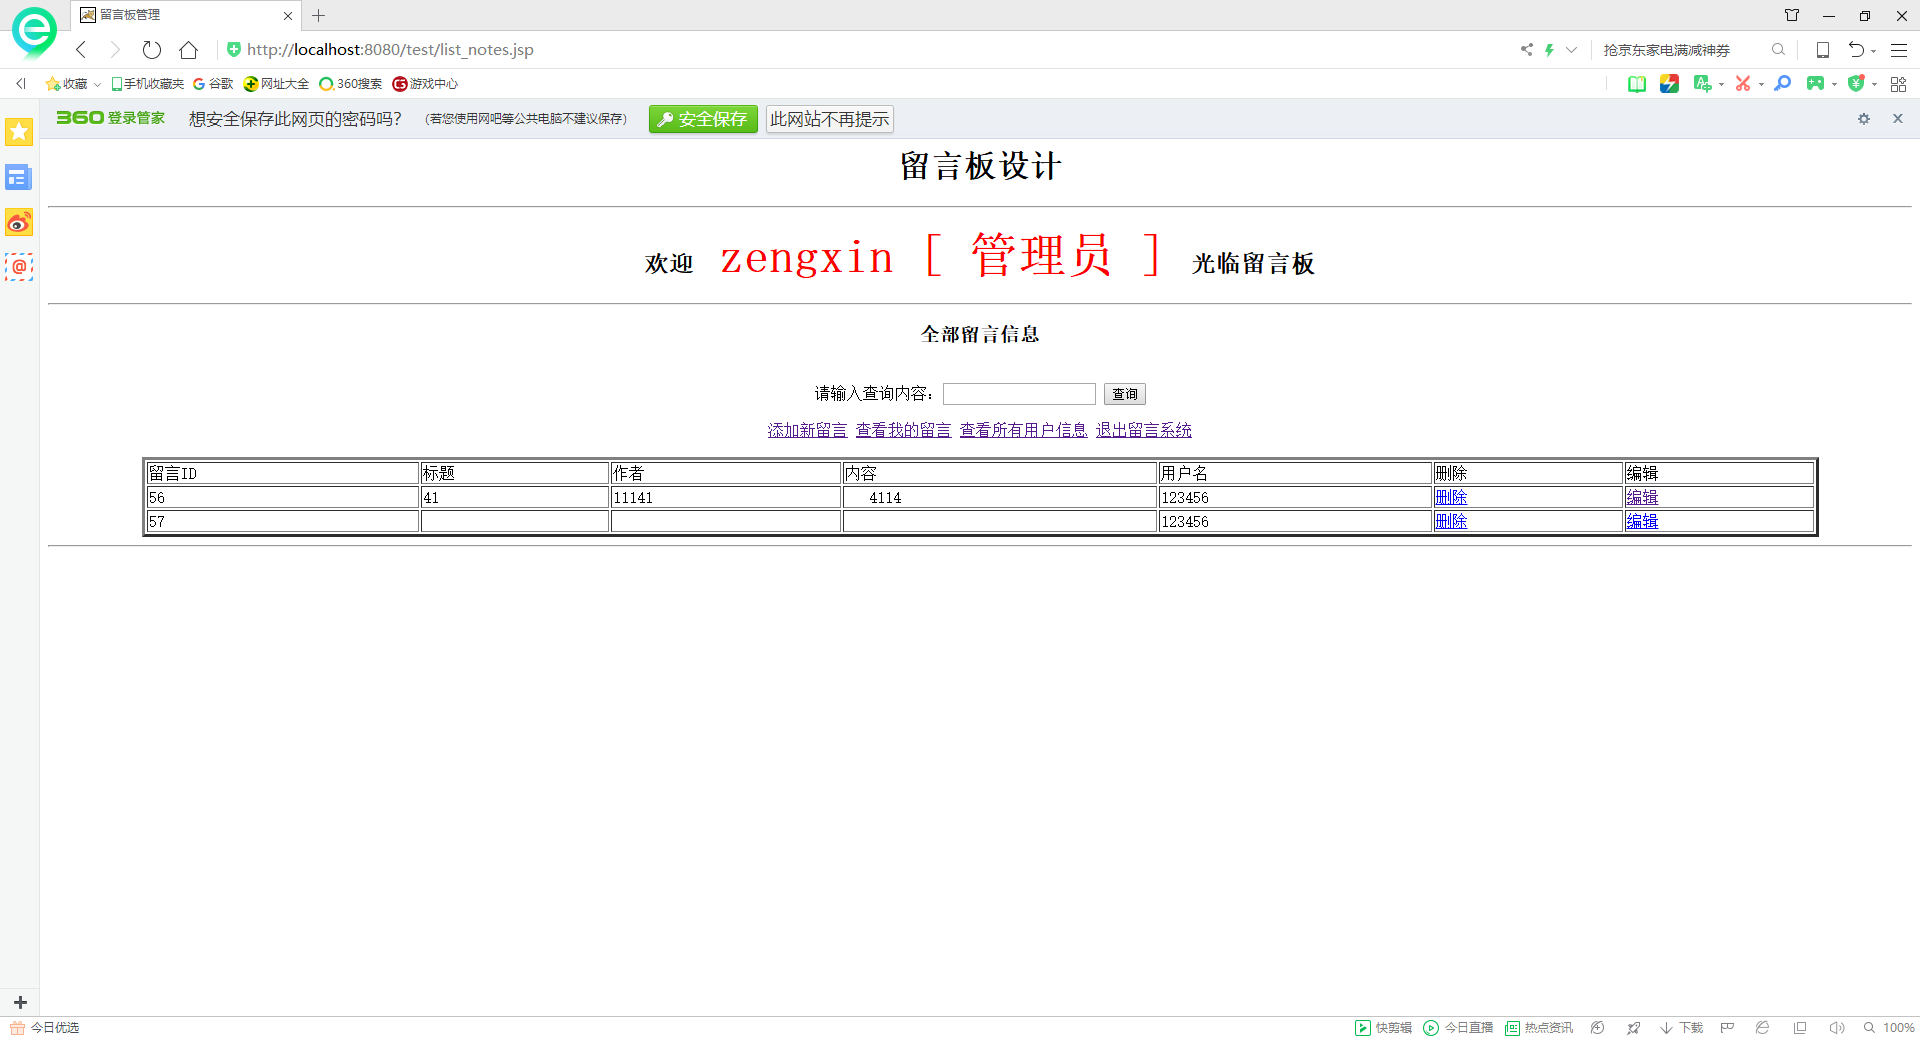 留言板管理
http://localhost:8080/test/list_notes.jsp
抢京东家电满减神券
收藏 手机收藏夹 谷歌 网址大全 360搜索 游戏中心
360 登录管家 想安全保存此网页的密码吗? (若您使用网吧等公共电脑不建议保存) 安全保存 此网站不再提示
留言板设计
欢迎 zengxin [ 管理员 ] 光临留言板
全部留言信息
请输入查询内容: 查询
添加新留言 查看我的留言 查看所有用户信息 退出留言系统
留言ID 标题 作者 内容 用户名 删除 编辑
56 41 11141 4114 123456 删除 编辑
57 123456 删除 编辑
今日优选 快剪辑 今日直播 热点资讯 下载 100%